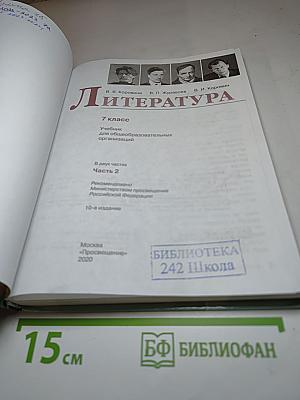 В. Я. Коровина В. П. Журавлев В. И. Коровин
ЛИТЕРАТУРА
7 класс
Учебник
для общеобразовательных
организаций
В двух частях
Часть 2
Рекомендовано
Министерством просвещения
Российской Федерации
10-е издание
Москва
«Просвещение»
2020
БИБЛИОТЕКА
242 Школа
15 см
БФ БИБЛИОФАН